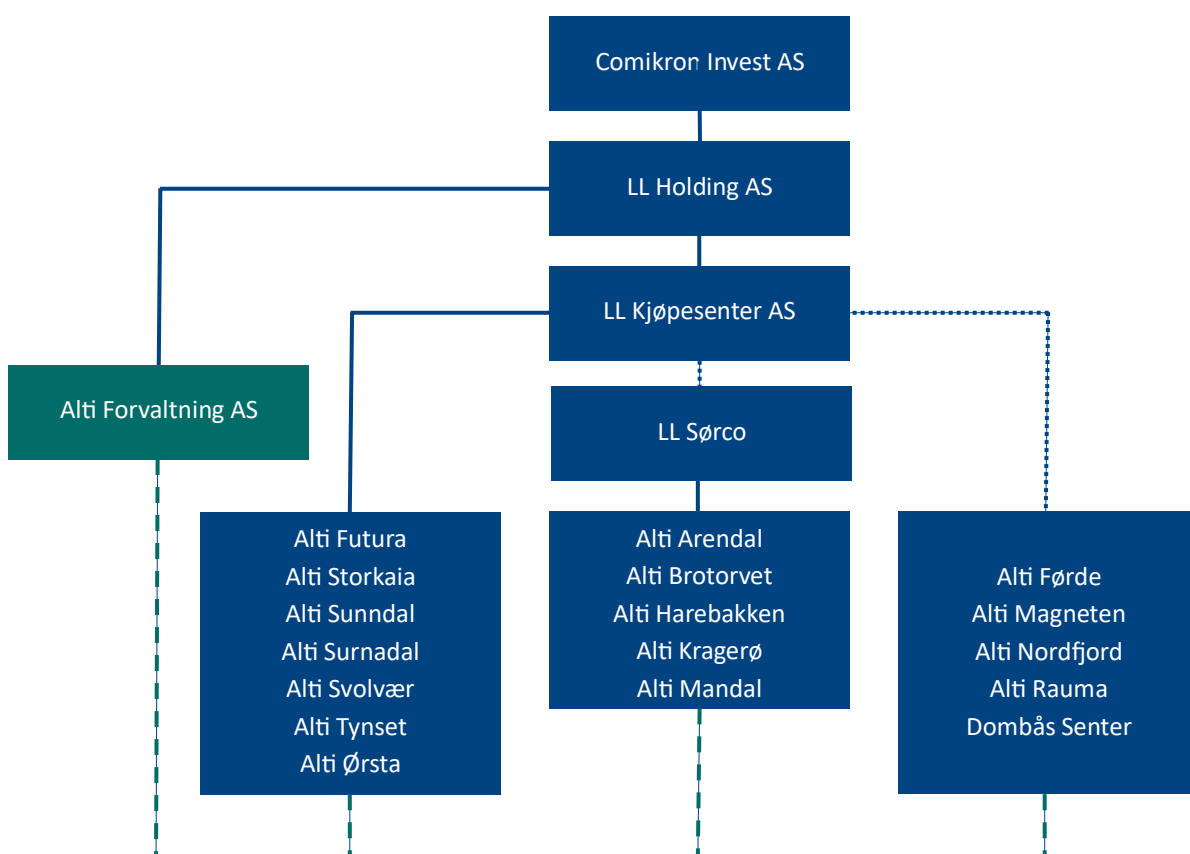 Comikron Invest AS
LL Holding AS
LL Kjøpesenter AS
Alti Forvaltning AS
LL Sørco
Alti Futura
Alti Storkaia
Alti Sunndal
Alti Surnadal
Alti Svolvær
Alti Tynset
Alti Ørsta
Alti Arendal
Alti Brotorvet
Alti Harebakken
Alti Kragerø
Alti Mandal
Alti Førde
Alti Magneten
Alti Nordfjord
Alti Rauma
Dombås Senter